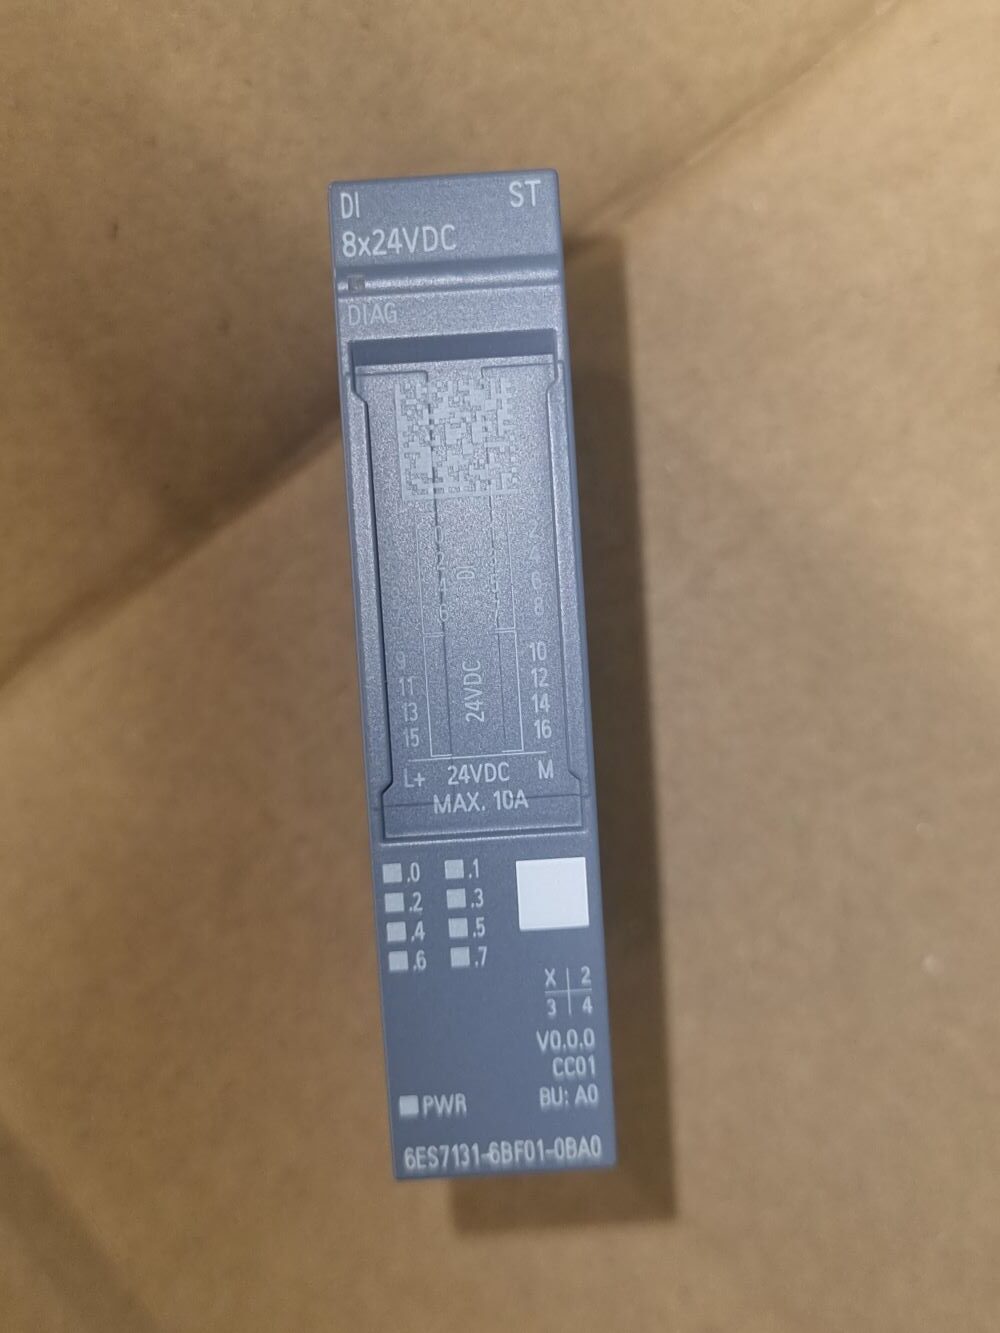 DI ST
8x24VDC
DIAG
DI
2
4
6
8
6 7
9 10
11 12
13 14
15 16
24VDC
L+ 24VDC M
MAX. 10A
.0 .1
.2 .3
.4 .5
.6 .7
X 2
3 4
V0.0.0
CC01
BU: A0
PWR
6ES7131-6BF01-0BA0